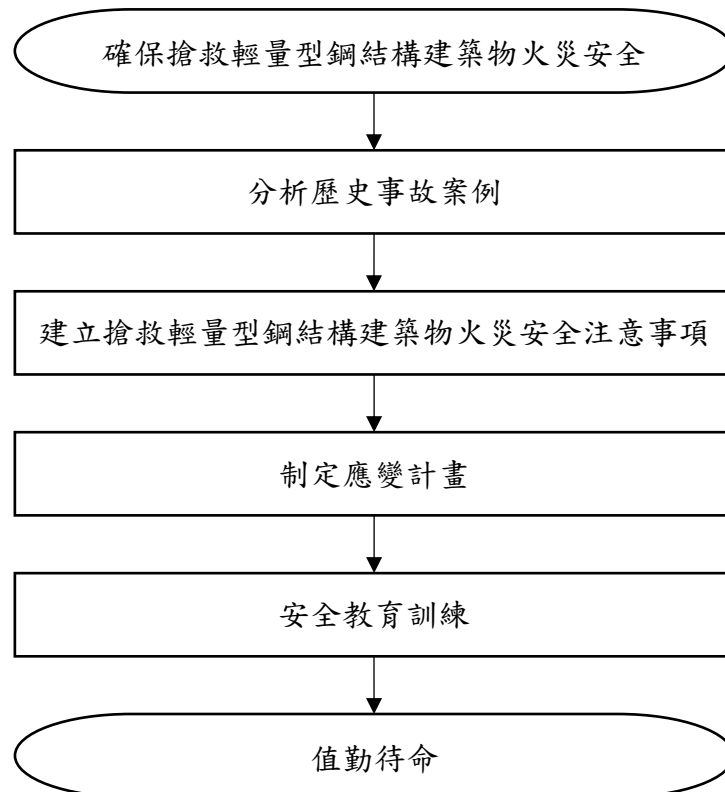 確保搶救輕量型鋼結構建築物火災安全
分析歷史事故案例
建立搶救輕量型鋼結構建築物火災安全注意事項
制定應變計畫
安全教育訓練
值勤待命